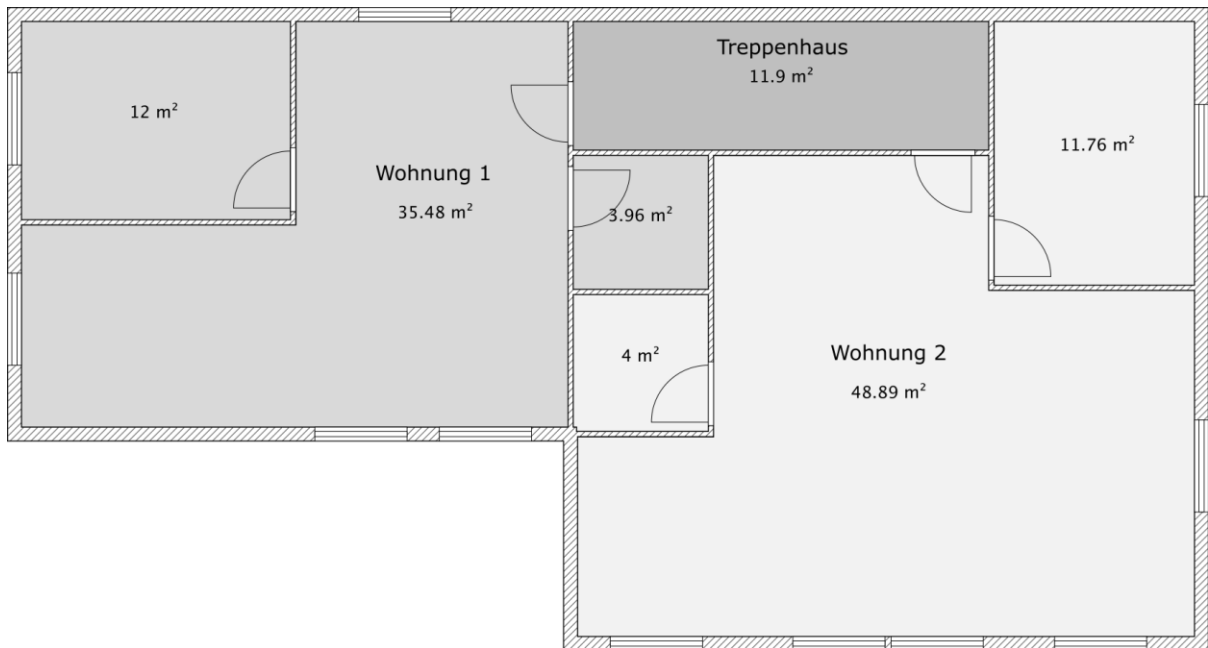 Treppenhaus
11.9 m²
12 m²
11.76 m²
Wohnung 1
35.48 m²
3.96 m²
4 m²
Wohnung 2
48.89 m²